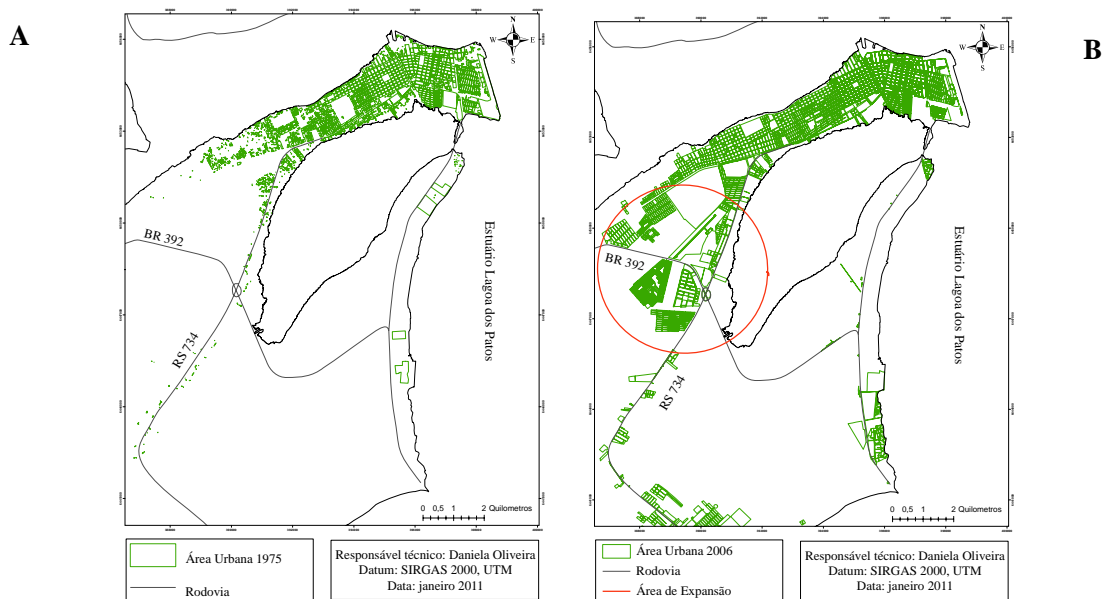 A
N
W
E
S
BR 392
RS 734
Estuário Lagoa dos Patos
0 0,5 1 2 Quilometros
Área Urbana 1975
Rodovia
Responsável técnico: Daniela Oliveira
Datum: SIRGAS 2000, UTM
Data: janeiro 2011
B
N
W
E
S
BR 392
RS 734
Estuário Lagoa dos Patos
0 0,5 1 2 Quilometros
Área Urbana 2006
Rodovia
Área de Expansão
Responsável técnico: Daniela Oliveira
Datum: SIRGAS 2000, UTM
Data: janeiro 2011